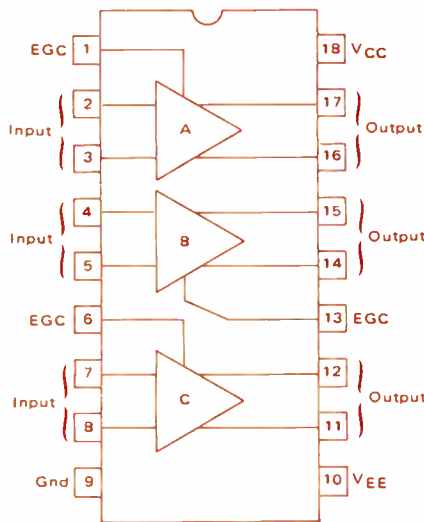 EGC 1 18 VCC
2 17
Input A Output
3 16
4 15
Input B Output
5 14
EGC 6 13 EGC
7 12
Input C Output
8 11
Gnd 9 10 VEE